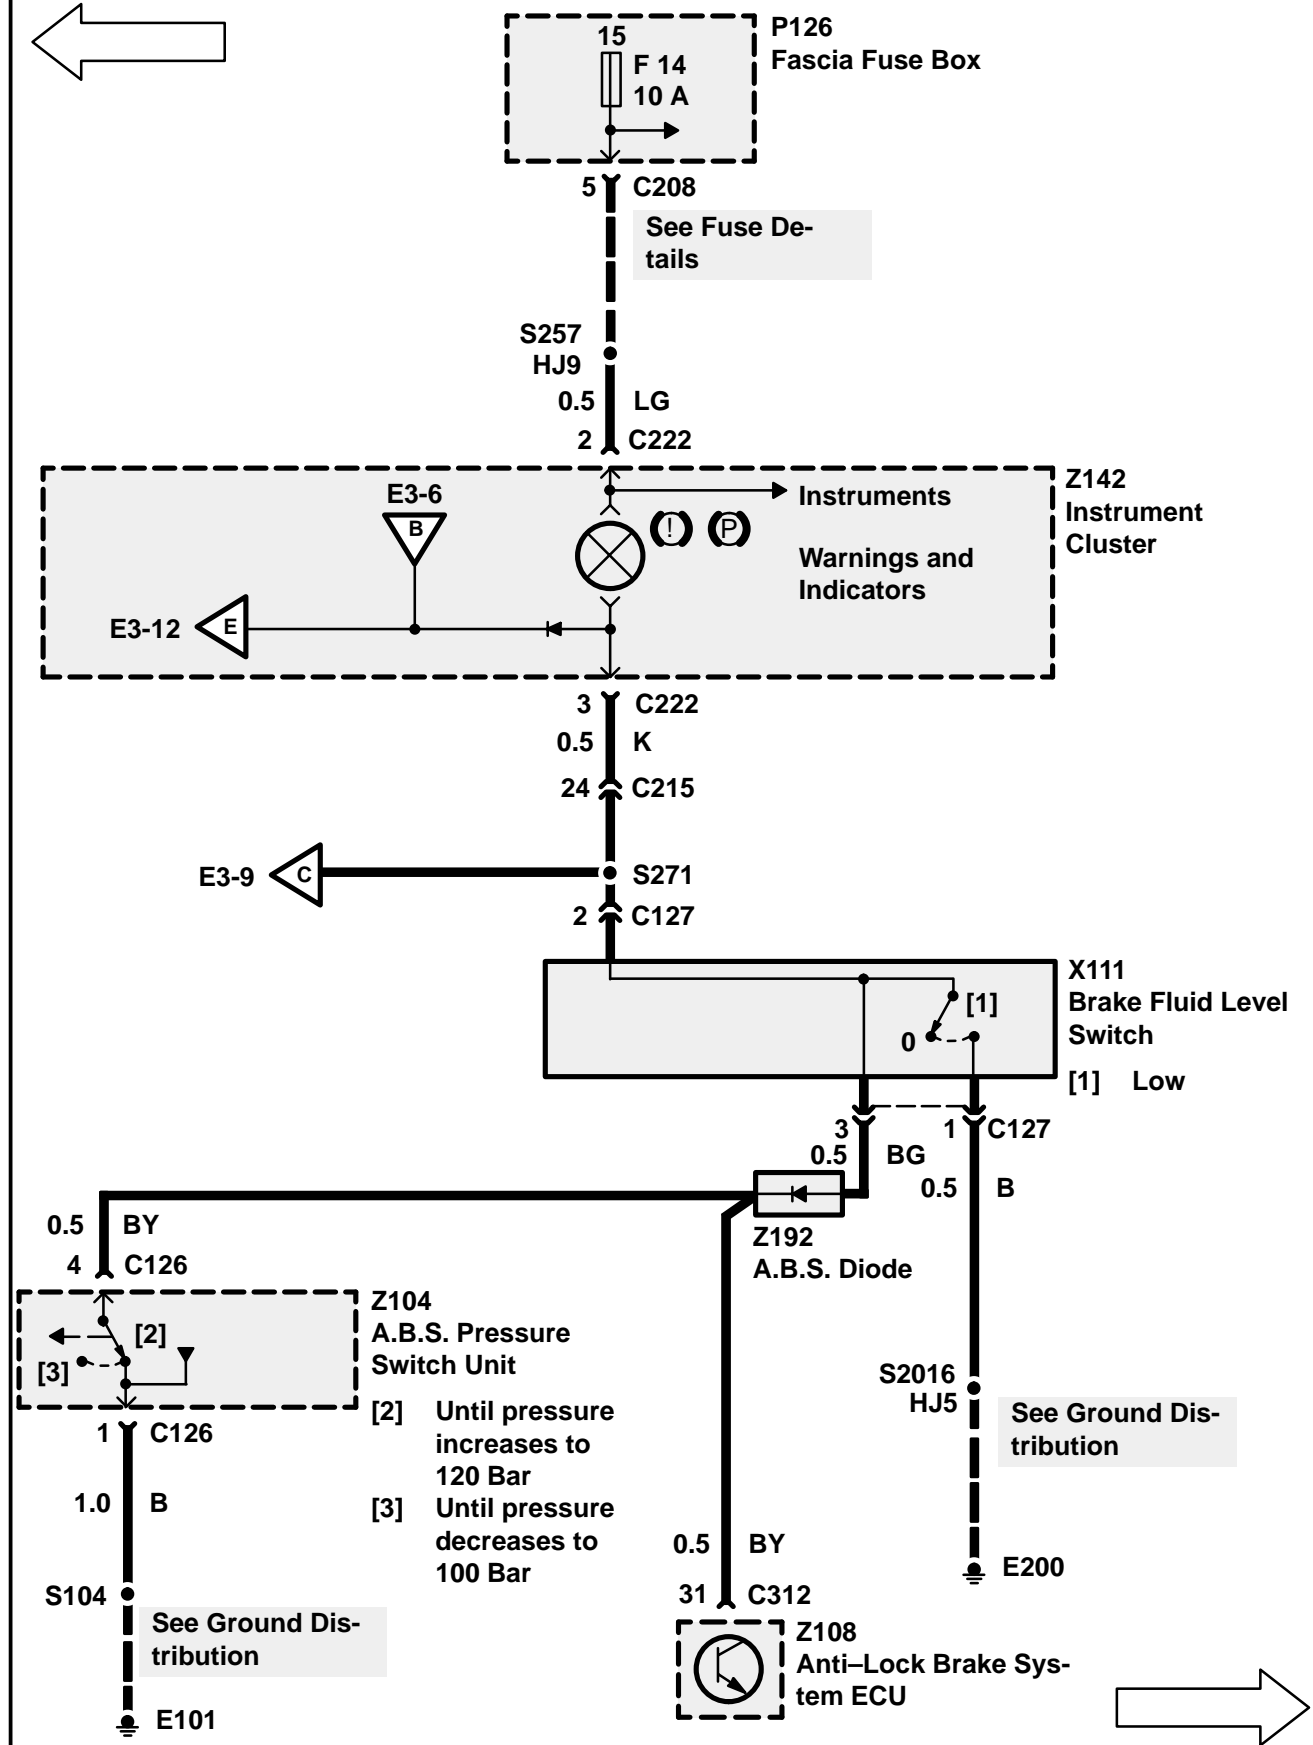 15
F 14
10 A
P126
Fascia Fuse Box
5 C208
See Fuse De-
tails
S257
HJ9
0.5 LG
2 C222
Z142
Instrument
Cluster
E3-6
B
Instruments
! P
Warnings and
Indicators
E3-12 E
3 C222
0.5 K
24 C215
E3-9 C S271
2 C127
X111
Brake Fluid Level
Switch
[1] Low
[1]
0
3 1 C127
0.5 BG
0.5 B
Z192
A.B.S. Diode
0.5 BY
4 C126
Z104
A.B.S. Pressure
Switch Unit
[2]
[3]
[2] Until pressure
increases to
120 Bar
[3] Until pressure
decreases to
100 Bar
1 C126
1.0 B
S104
See Ground Dis-
tribution
E101
S2016
HJ5
See Ground Dis-
tribution
E200
0.5 BY
31 C312
Z108
Anti–Lock Brake Sys-
tem ECU